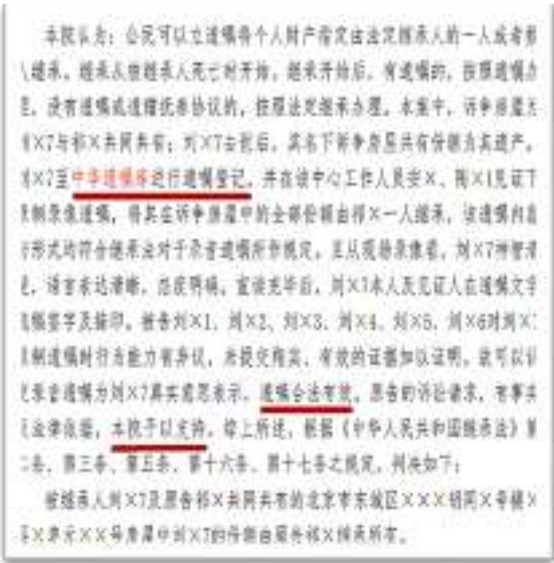 本院认为：公民可以立遗嘱将个人财产指定由法定继承人的一人或者数
人继承。继承从被继承人死亡时开始。继承开始后，有遗嘱的，按照遗嘱办
理，没有遗嘱或遗赠扶养协议的，按照法定继承办理。本案中，诉争房屋
刘×7与祁×共同共有；刘×7去世后，其名下诉争房屋共有份额为其遗产。
刘×7至中华遗嘱库进行遗嘱登记，并在该中心工作人员安×、陶×1见证下
录制录像遗嘱，将其在诉争房屋中的全部份额由祁×一人继承，该遗嘱内容
形式均符合继承法对于录音遗嘱所作规定，且从现场录像看，刘×7神智清
，语言表达清晰、态度明确，宣读完毕后，刘×7本人及见证人在遗嘱文字
签字及捺印。被告刘×1、刘×2、刘×3、刘×4、刘×5、刘×6对刘×
录制遗嘱时行为能力有异议，未提交翔实、有效的证据加以证明，故可以认
定录音遗嘱为刘×7真实意思表示，遗嘱合法有效。原告的诉讼请求，有事实
法律依据，本院予以支持。综上所述，根据《中华人民共和国继承法》第
二条、第三条、第五条、第十六条、第十七条之规定，判决如下：
被继承人刘×7及原告祁×共同共有的北京市东城区×××胡同×号楼×
×单元××号房屋中刘×7的份额由原告祁×继承所有。